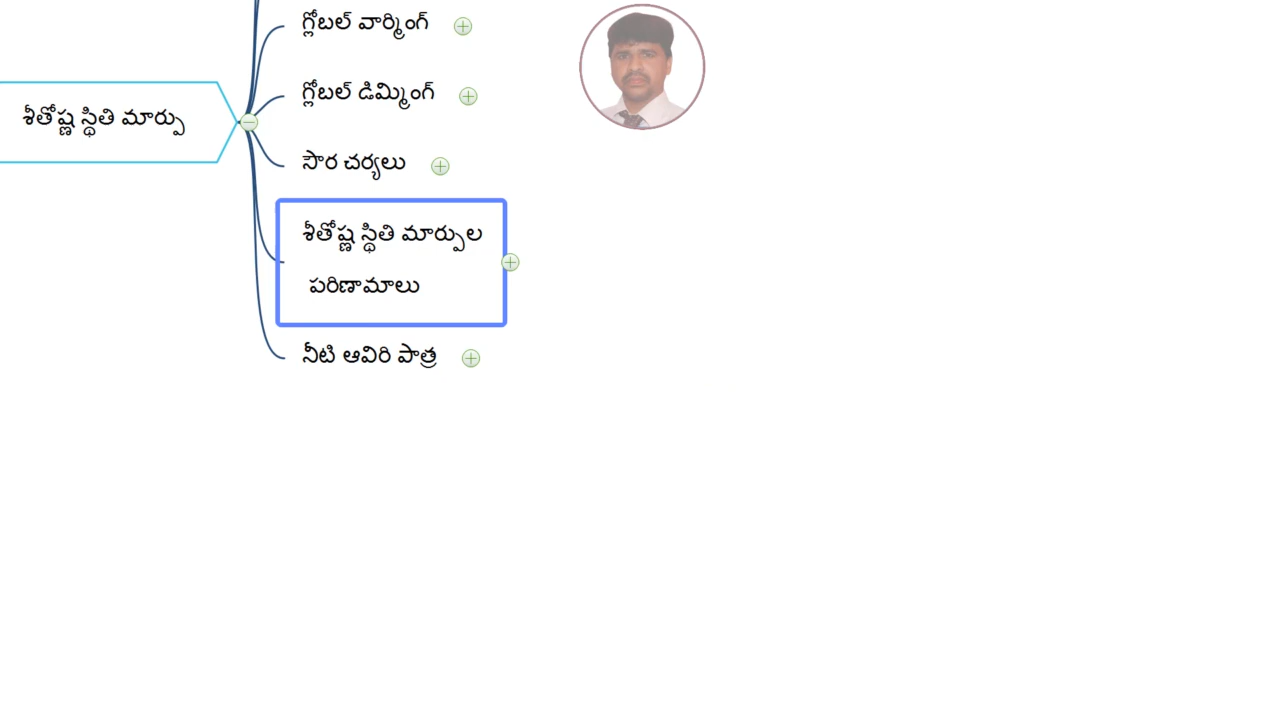 గ్లోబల్ వార్మింగ్
గ్లోబల్ డిమ్మింగ్
శీతోష్ణ స్థితి మార్పు
సౌర చర్యలు
శీతోష్ణ స్థితి మార్పుల
పరిణామాలు
నీటి ఆవిరి పాత్ర